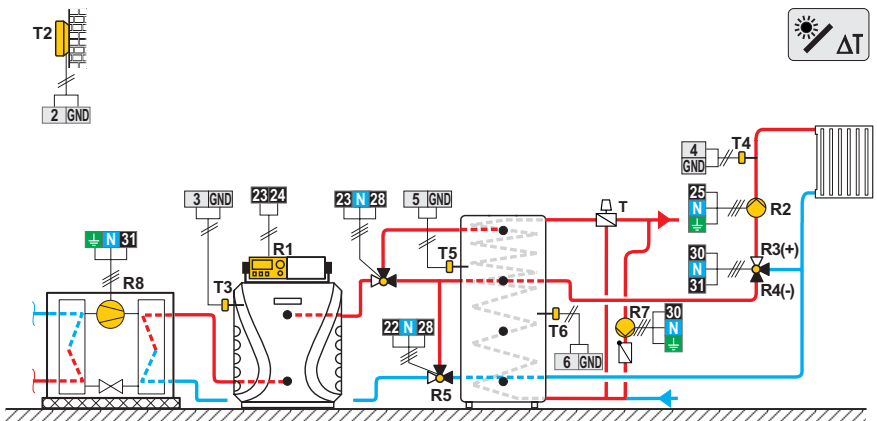 T2
2 GND
ΔT
4
GND
T4
3 GND
23 24
23 N 28
5 GND
T
25
N
R2
N 31
R1
T5
30
N
31
R3(+)
R4(-)
R8
T3
22 N 28
T6
R7
30
N
6 GND
R5